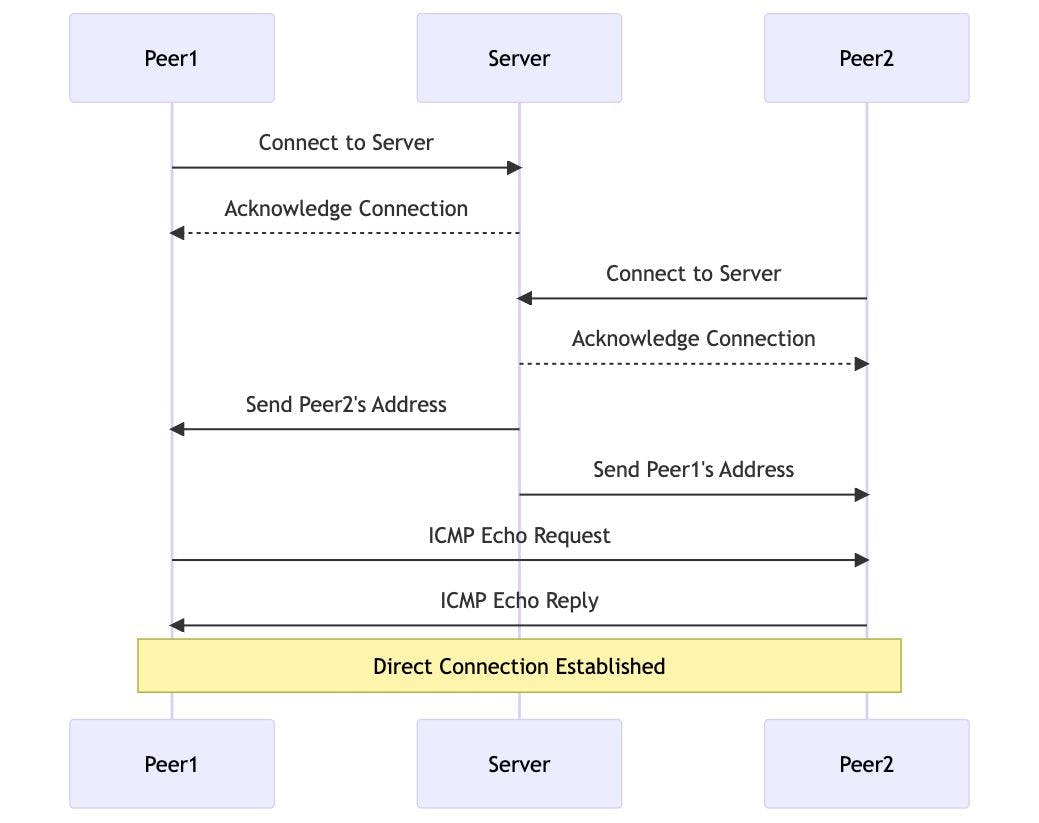 Peer1
Server
Peer2
Connect to Server
Acknowledge Connection
Connect to Server
Acknowledge Connection
Send Peer2's Address
Send Peer1's Address
ICMP Echo Request
ICMP Echo Reply
Direct Connection Established
Peer1
Server
Peer2